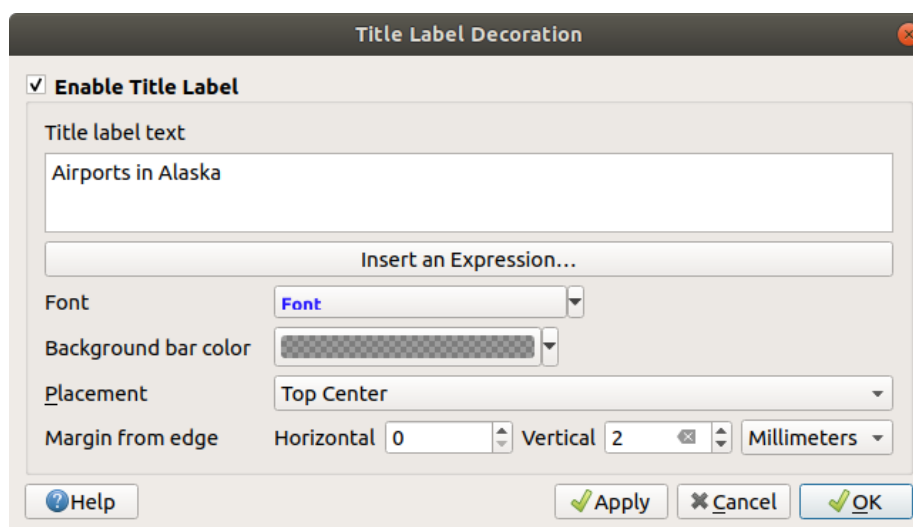 Title Label Decoration
Enable Title Label
Title label text
Airports in Alaska
Insert an Expression…
Font Font
Background bar color
Placement Top Center
Margin from edge Horizontal 0 Vertical 2 Millimeters
Help Apply Cancel OK